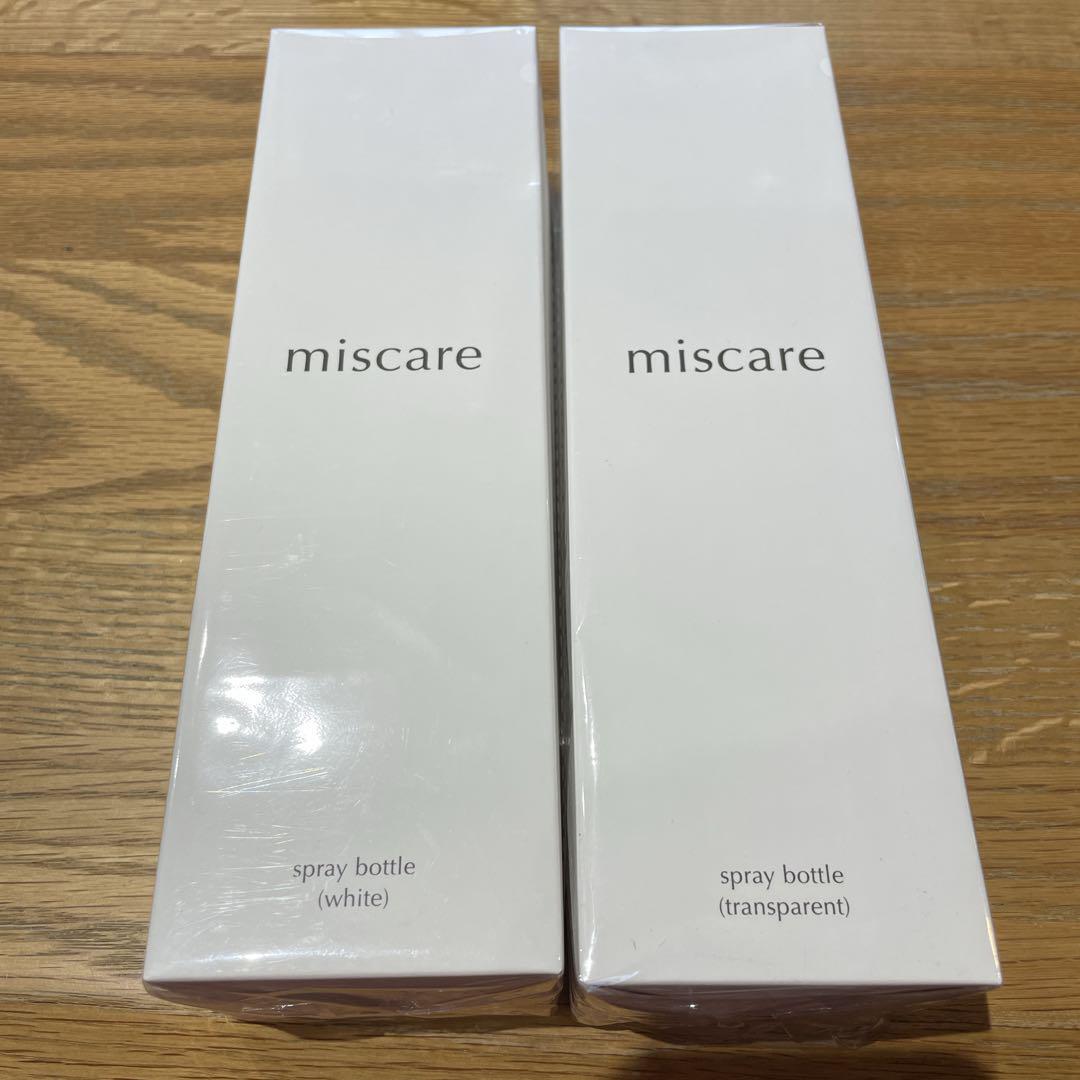 miscare
spray bottle
(white)
miscare
spray bottle
(transparent)